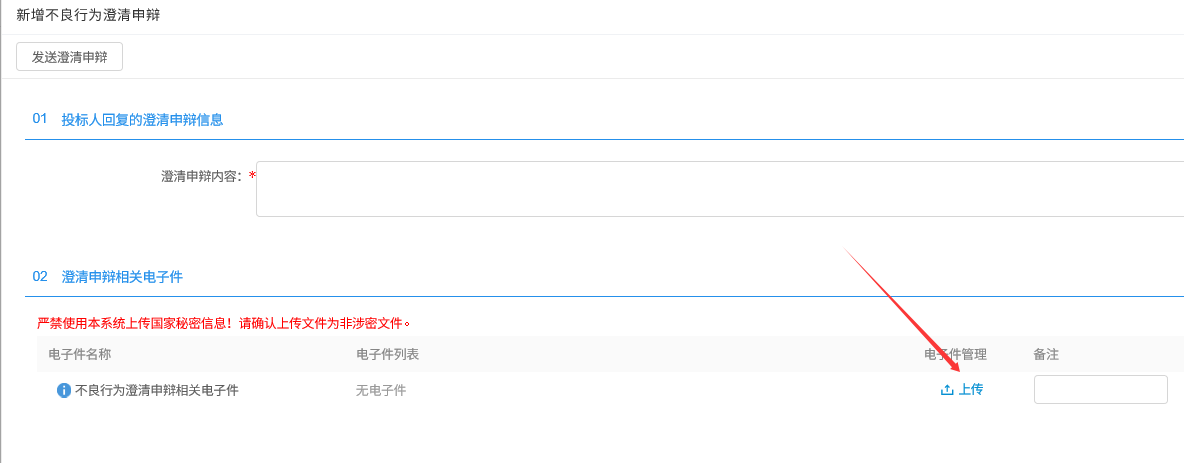 新增不良行为澄清申辩
发送澄清申辩
01 投标人回复的澄清申辩信息
澄清申辩内容：*
02 澄清申辩相关电子件
严禁使用本系统上传国家秘密信息！请确认上传文件为非涉密文件。
电子件名称 电子件列表 电子件管理 备注
不良行为澄清申辩相关电子件 无电子件 上传